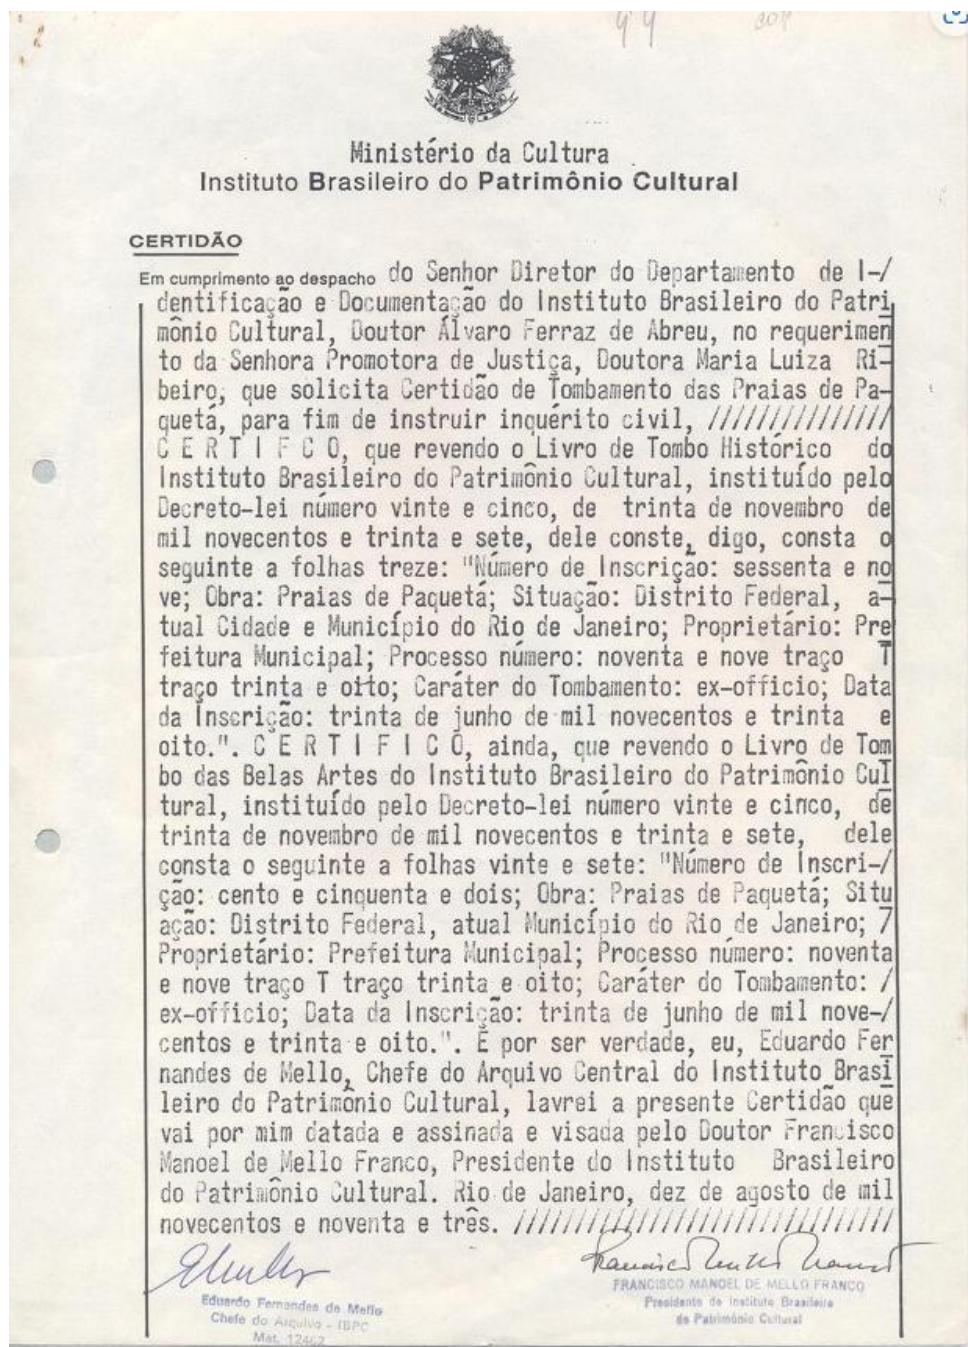 44 308
Ministério da Cultura
Instituto Brasileiro do Patrimônio Cultural
CERTIDÃO
Em cumprimento ao despacho do Senhor Diretor do Departamento de I-/
dentificação e Documentação do Instituto Brasileiro do Patri
mônio Cultural, Doutor Álvaro Ferraz de Abreu, no requerimen
to da Senhora Promotora de Justiça, Doutora Maria Luiza Ri-
beiro, que solicita Certidão de Tombamento das Praias de Pa-
quetá, para fim de instruir inquérito civil, ///////////////
C E R T I F C O, que revendo o Livro de Tombo Histórico do
Instituto Brasileiro do Patrimônio Cultural, instituído pelo
Decreto-lei número vinte e cinco, de trinta de novembro de
mil novecentos e trinta e sete, dele conste, digo, consta o
seguinte a folhas treze: "Número de Inscrição: sessenta e no
ve; Obra: Praias de Paquetá; Situação: Distrito Federal, a-
tual Cidade e Município do Rio de Janeiro; Proprietário: Pre
feitura Municipal; Processo número: noventa e nove traço T
traço trinta e oito; Caráter do Tombamento: ex-officio; Data
da Inscrição: trinta de junho de mil novecentos e trinta e
oito.". C E R T I F I C O, ainda, que revendo o Livro de Tom
bo das Belas Artes do Instituto Brasileiro do Patrimônio Cul
tural, instituído pelo Decreto-lei número vinte e cinco, de
trinta de novembro de mil novecentos e trinta e sete, dele
consta o seguinte a folhas vinte e sete: "Número de Inscri-/
ção: cento e cinquenta e dois; Obra: Praias de Paquetá; Situ
ação: Distrito Federal, atual Município do Rio de Janeiro; /
Proprietário: Prefeitura Municipal; Processo número: noventa
e nove traço T traço trinta e oito; Caráter do Tombamento: /
ex-officio; Data da Inscrição: trinta de junho de mil nove-/
centos e trinta e oito.". E por ser verdade, eu, Eduardo Fer
nandes de Mello, Chefe do Arquivo Central do Instituto Brasi
leiro do Patrimônio Cultural, lavrei a presente Certidão que
vai por mim datada e assinada e visada pelo Doutor Francisco
Manoel de Mello Franco, Presidente do Instituto Brasileiro
do Patrimônio Cultural. Rio de Janeiro, dez de agosto de mil
novecentos e noventa e três. ///////////////////////////////
Eduardo Fernandes de Mello
Chefe do Arquivo - IBPC
Mat. 12462
FRANCISCO MANOEL DE MELLO FRANCO
Presidente do Instituto Brasileiro
do Patrimônio Cultural